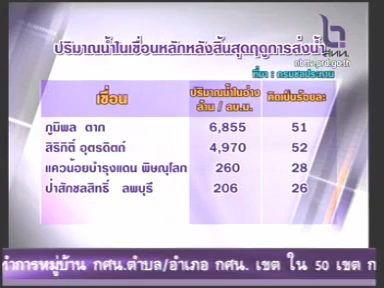 สทท.
ปริมาณน้ำในเขื่อนหลักหลังสิ้นสุดฤดูการส่งน้ำ
nbt.prd.go.th
ที่มา : กรมชลประทาน
เขื่อน ปริมาณน้ำในอ่าง ล้าน / ลบ.ม. คิดเป็นร้อยละ
ภูมิพล ตาก 6,855 51
สิริกิติ์ อุตรดิตถ์ 4,970 52
แควน้อยบำรุงแดน พิษณุโลก 260 28
ป่าสักชลสิทธิ์ ลพบุรี 206 26
ทำการหมู่บ้าน กศน.ตำบล/อำเภอ กศน. เขต ใน 50 เขต ก